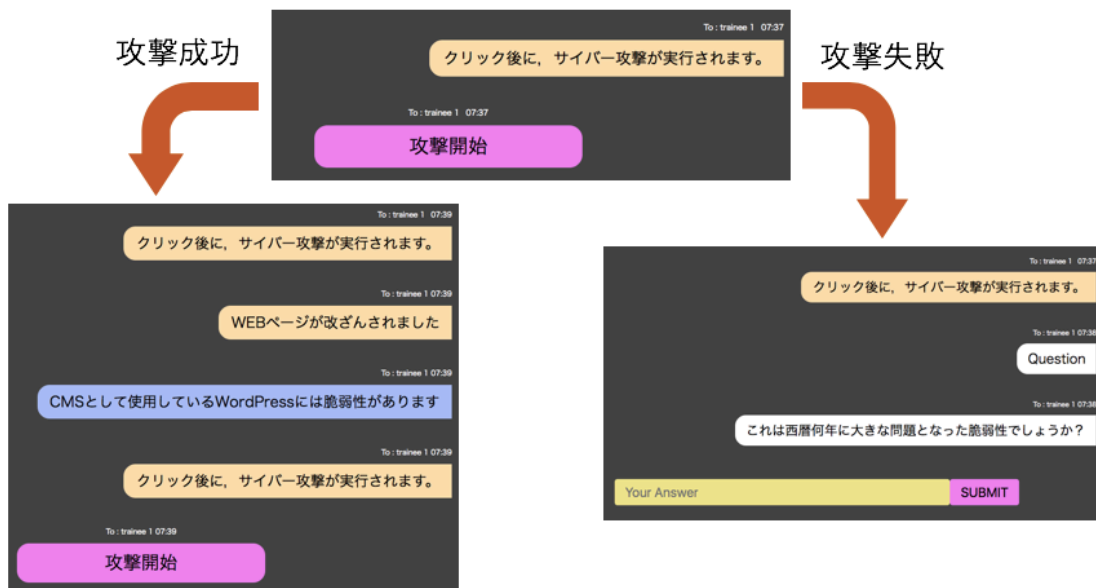 To : trainee 1 07:37
クリック後に，サイバー攻撃が実行されます。
To : trainee 1 07:37
攻撃開始
攻撃成功
攻撃失敗
To : trainee 1 07:39
クリック後に，サイバー攻撃が実行されます。
To : trainee 1 07:39
WEBページが改ざんされました
To : trainee 1 07:39
CMSとして使用しているWordPressには脆弱性があります
To : trainee 1 07:39
クリック後に，サイバー攻撃が実行されます。
To : trainee 1 07:39
攻撃開始
To : trainee 1 07:37
クリック後に，サイバー攻撃が実行されます。
To : trainee 1 07:38
Question
To : trainee 1 07:38
これは西暦何年に大きな問題となった脆弱性でしょうか？
Your Answer
SUBMIT